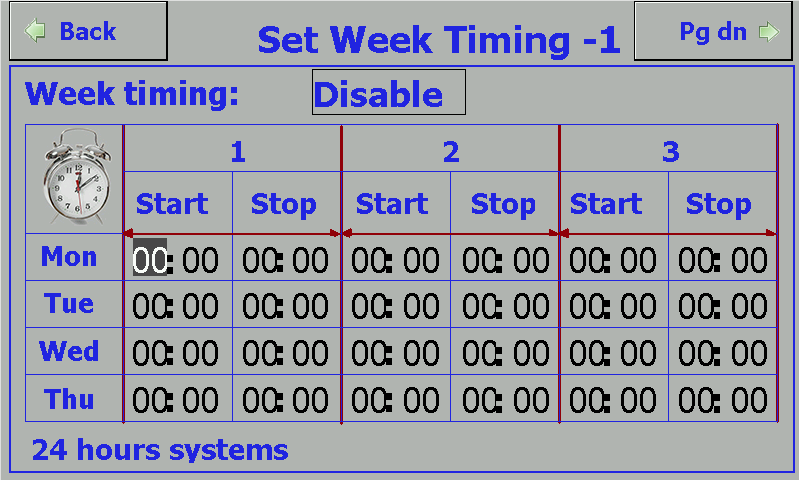 Back
Set Week Timing -1
Pg dn
Week timing: Disable
1 2 3
Start Stop Start Stop Start Stop
Mon 00: 00 00: 00 00: 00 00: 00 00: 00 00: 00
Tue 00: 00 00: 00 00: 00 00: 00 00: 00 00: 00
Wed 00: 00 00: 00 00: 00 00: 00 00: 00 00: 00
Thu 00: 00 00: 00 00: 00 00: 00 00: 00 00: 00
24 hours systems